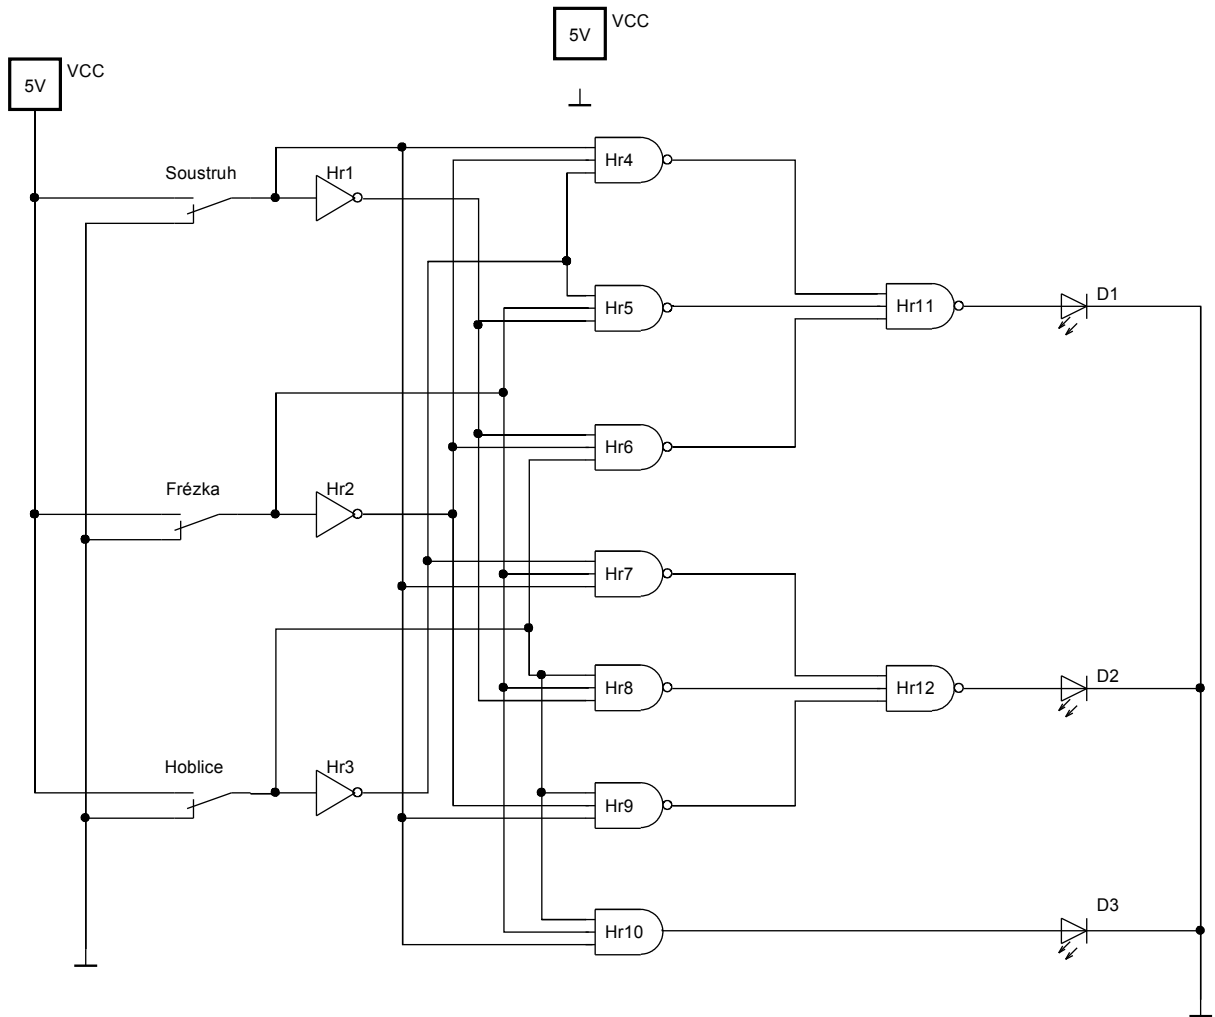 5V
VCC
5V
VCC
Soustruh
Hr1
Hr4
Hr5
Hr11
D1
Hr6
Frézka
Hr2
Hr7
Hr8
Hr12
D2
Hoblice
Hr3
Hr9
Hr10
D3